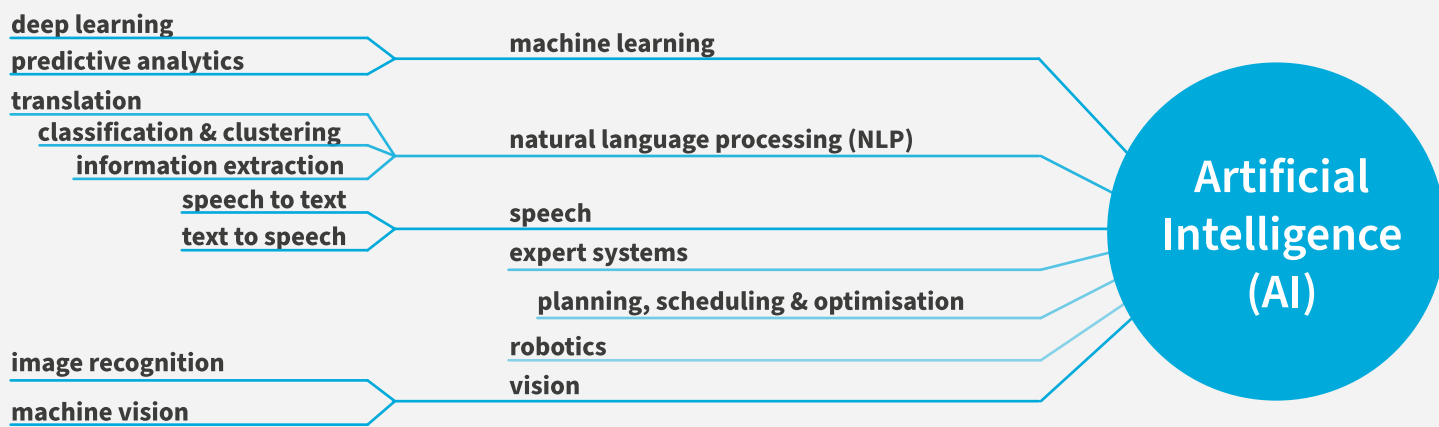 deep learning
predictive analytics
machine learning
translation
classification & clustering
information extraction
natural language processing (NLP)
speech to text
text to speech
speech
expert systems
planning, scheduling & optimisation
robotics
image recognition
machine vision
vision
Artificial
Intelligence
(AI)